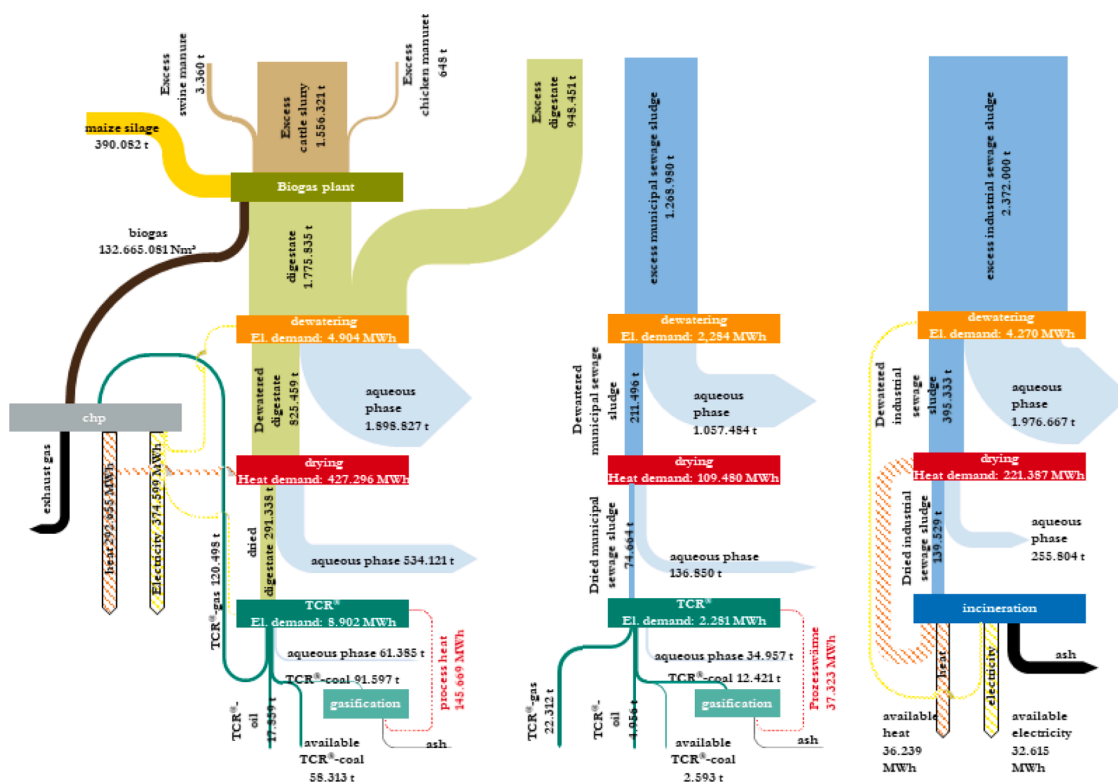 Excess
swine manure
3.360 t
Excess
cattle slurry
1.556.321 t
Excess
chicken manuret
648 t
maize silage
390.082 t
Biogas plant
biogas
132.665.081 Nm³
digestate
1.775.835 t
Excess
digestate
948.451 t
dewatering
El. demand: 4.904 MWh
Dewatered
digestate
825.459 t
aqueous
phase
1.898.827 t
chp
exhaust gas
heat 292.655 MWh
Electricity 374.599 MWh
drying
Heat demand: 427.296 MWh
dried
digestate 291.338 t
aqueous phase 534.121 t
TCR®-gas 120.498 t
TCR®
El. demand: 8.902 MWh
aqueous phase 61.385 t
TCR®-coal 91.597 t
process heat
145.669 MWh
gasification
TCR®-
oil
17.859 t
available
TCR®-coal
58.313 t
ash
excess municipal sewage sludge
1.268.980 t
dewatering
El. demand: 2,284 MWh
Dewartered
municipal sewage
sludge
211.496 t
aqueous
phase
1.057.484 t
drying
Heat demand: 109.480 MWh
Dried municipal
sewage sludge
74.664 t
aqueous phase
136.850 t
TCR®
El. demand: 2.281 MWh
aqueous phase 34.957 t
TCR®-coal 12.421 t
Prozesswärme
37.323 MWh
gasification
TCR®-gas
22.312 t
TCR®-
oil
4.956 t
available
TCR®-coal
2.593 t
ash
excess industrial sewage sludge
2.372.000 t
dewatering
El. demand: 4.270 MWh
Dewatered
industrial
sewage
sludge
395.333 t
aqueous
phase
1.976.667 t
drying
Heat demand: 221.387 MWh
Dried industrial
sewage sludge
139.529 t
aqueous
phase
255.804 t
incineration
heat
electricity
ash
available
heat
36.239
MWh
available
electricity
32.615
MWh